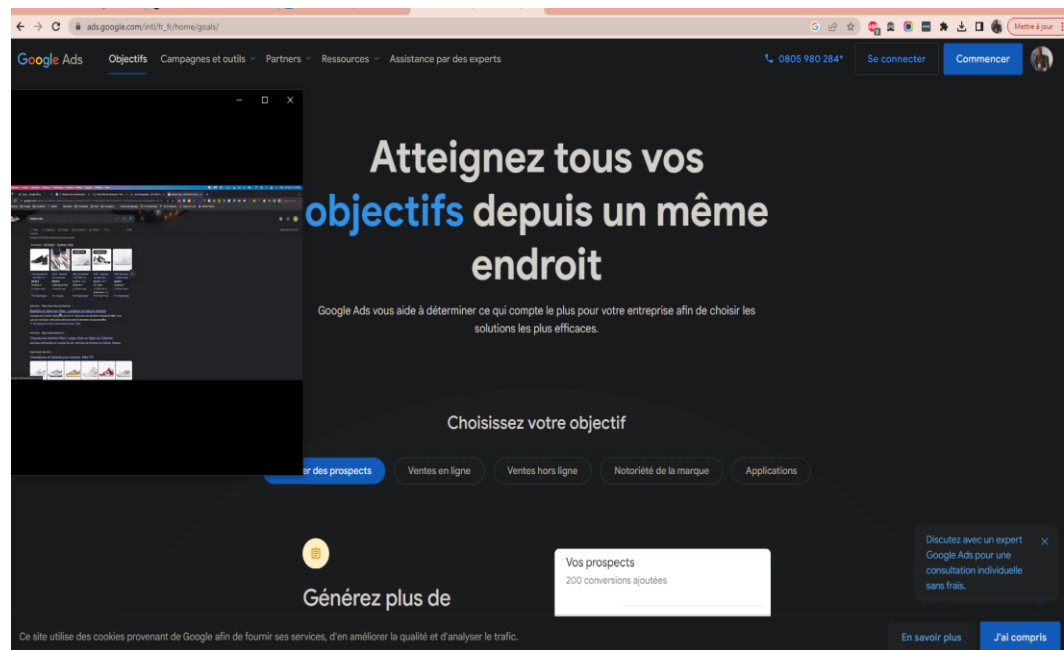 ads.google.com/intl/fr_fr/home/goals/
Mettre à jour
Google Ads
Objectifs
Campagnes et outils
Partners
Ressources
Assistance par des experts
0805 980 284*
Se connecter
Commencer
Atteignez tous vos
objectifs depuis un même
endroit
Google Ads vous aide à déterminer ce qui compte le plus pour votre entreprise afin de choisir les
solutions les plus efficaces.
Choisissez votre objectif
er des prospects
Ventes en ligne
Ventes hors ligne
Notoriété de la marque
Applications
Générez plus de
Vos prospects
200 conversions ajoutées
Discutez avec un expert
Google Ads pour une
consultation individuelle
sans frais.
Ce site utilise des cookies provenant de Google afin de fournir ses services, d'en améliorer la qualité et d'analyser le trafic.
En savoir plus
J'ai compris